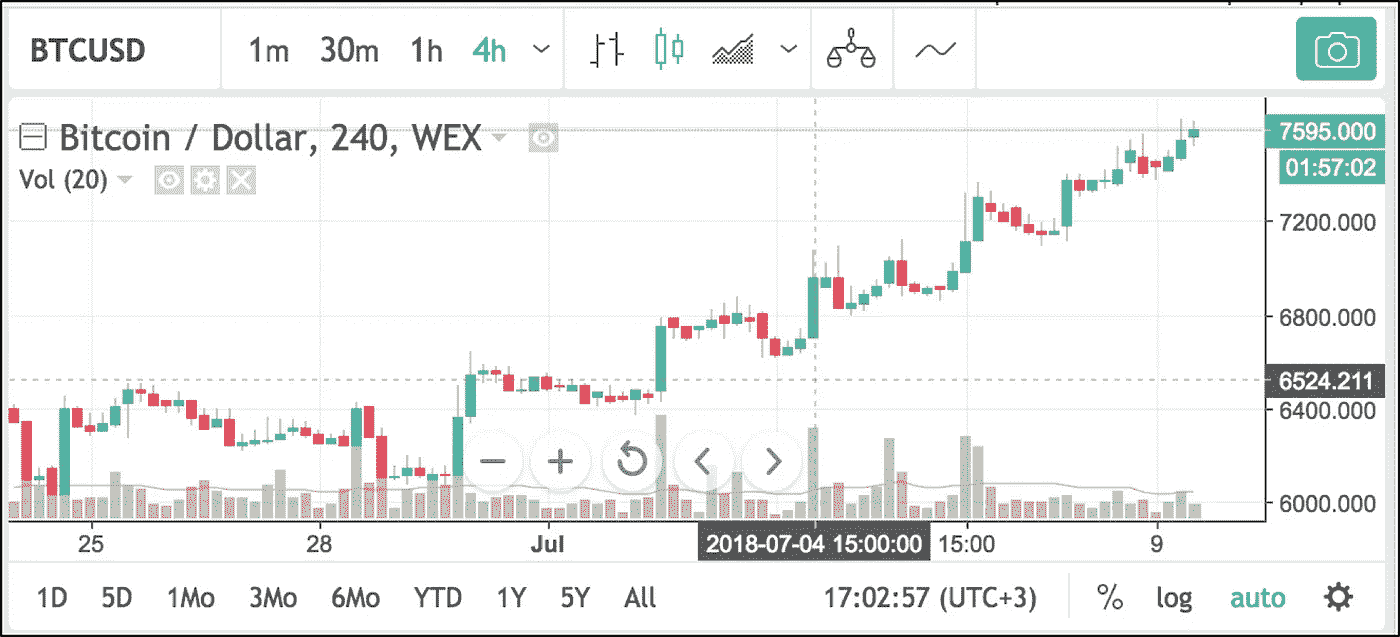 BTCUSD 1m 30m 1h 4h
Bitcoin / Dollar, 240, WEX
Vol (20)
7595.000
01:57:02
7200.000
6800.000
6524.211
6400.000
6000.000
25 28 Jul 2018-07-04 15:00:00 15:00 9
1D 5D 1Mo 3Mo 6Mo YTD 1Y 5Y All 17:02:57 (UTC+3) % log auto